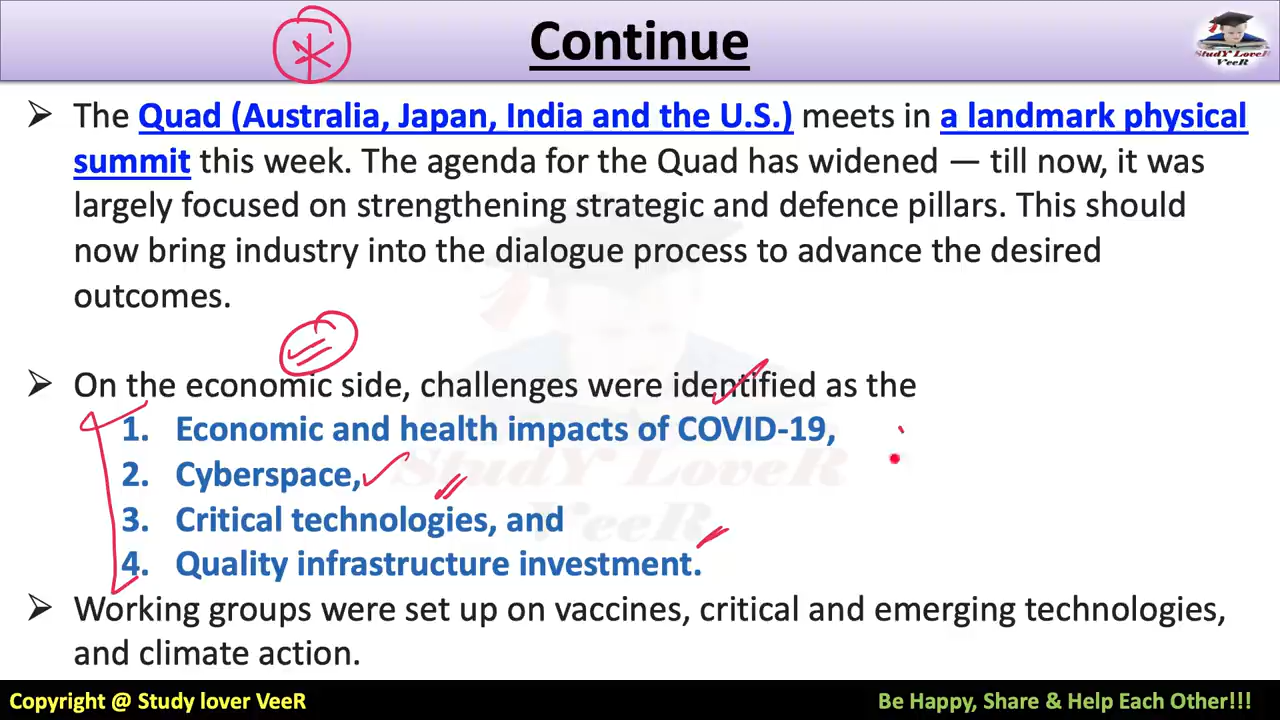 Continue
StudY LoveR
VeeR
➢ The Quad (Australia, Japan, India and the U.S.) meets in a landmark physical
summit this week. The agenda for the Quad has widened — till now, it was
largely focused on strengthening strategic and defence pillars. This should
now bring industry into the dialogue process to advance the desired
outcomes.
➢ On the economic side, challenges were identified as the
1. Economic and health impacts of COVID-19,
2. Cyberspace,
3. Critical technologies, and
4. Quality infrastructure investment.
StudY LoveR
VeeR
➢ Working groups were set up on vaccines, critical and emerging technologies,
and climate action.
Copyright @ Study lover VeeR
Be Happy, Share & Help Each Other!!!